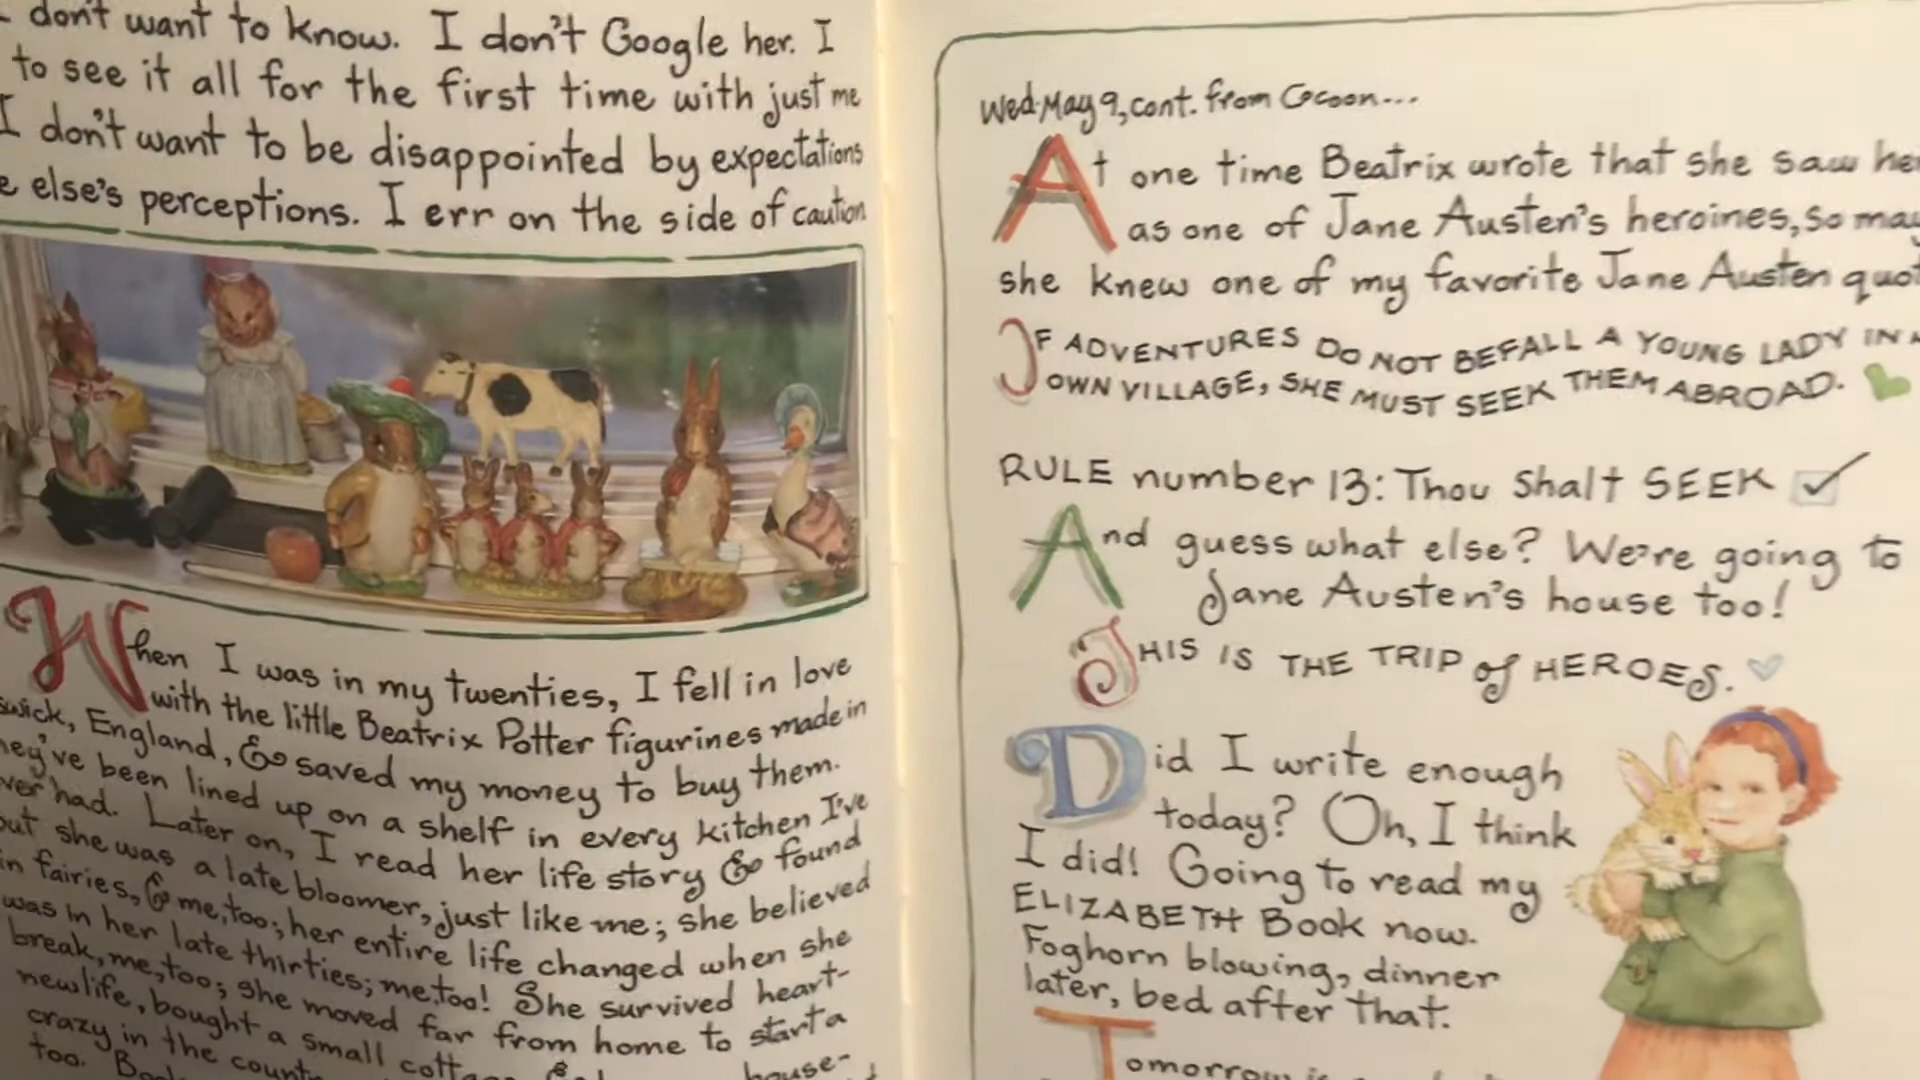 don't want to know. I don't Google her. I
to see it all for the first time with just me
I don't want to be disappointed by expectations
else's perceptions. I err on the side of caution
When I was in my twenties, I fell in love
with the little Beatrix Potter figurines made in
swick, England, & saved my money to buy them.
hey've been lined up on a shelf in every kitchen I've
ver had. Later on, I read her life story & found
out she was a late bloomer, just like me; she believed
in fairies, & me, too; her entire life changed when she
was in her late thirties; me, too! She survived heart-
break, me, too; she moved far from home to start a
new life, bought a small
crazy in the house-
too.
Wed. May 9, cont. from Cocoon...
At one time Beatrix wrote that she saw her
as one of Jane Austen's heroines, so may
she knew one of my favorite Jane Austen quot
IF ADVENTURES DO NOT BEFALL A YOUNG LADY IN
OWN VILLAGE, SHE MUST SEEK THEM ABROAD.
RULE number 13: Thou Shalt SEEK
And guess what else? We're going to
Jane Austen's house too!
THIS IS THE TRIP of HEROES.
Did I write enough
today? Oh, I think
I did! Going to read my
ELIZABETH Book now.
Foghorn blowing, dinner
later, bed after that.
Tomorrow